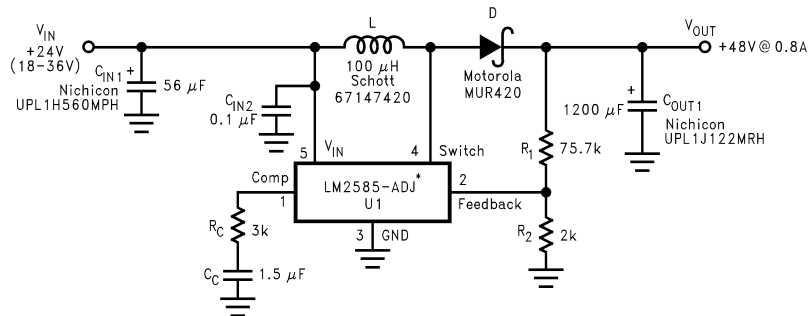 V_IN
+24V
(18-36V)
C_IN1
+
56 μF
Nichicon
UPL1H560MPH
L
100 μH
Schott
67147420
D
Motorola
MUR420
V_OUT
+48V@0.8A
C_IN2
0.1 μF
1200 μF
+
C_OUT1
Nichicon
UPL1J122MRH
5
V_IN
4
Switch
R_1
75.7k
Comp
1
LM2585-ADJ*
U1
2
Feedback
R_C
3k
3
GND
R_2
2k
C_C
1.5 μF